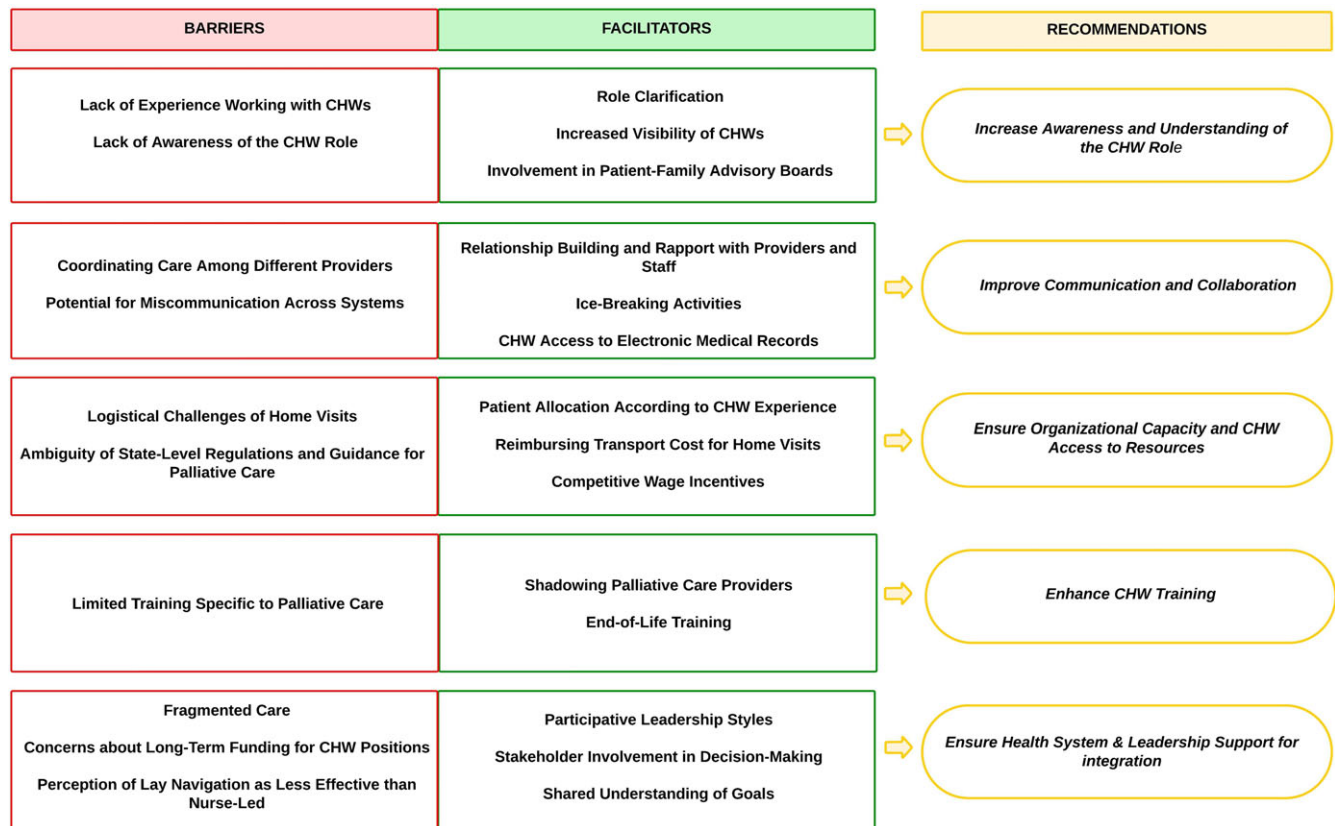 BARRIERS
FACILITATORS
RECOMMENDATIONS
Lack of Experience Working with CHWs
Lack of Awareness of the CHW Role
Role Clarification
Increased Visibility of CHWs
Involvement in Patient-Family Advisory Boards
Increase Awareness and Understanding of
the CHW Role
Coordinating Care Among Different Providers
Potential for Miscommunication Across Systems
Relationship Building and Rapport with Providers and
Staff
Ice-Breaking Activities
CHW Access to Electronic Medical Records
Improve Communication and Collaboration
Logistical Challenges of Home Visits
Ambiguity of State-Level Regulations and Guidance for
Palliative Care
Patient Allocation According to CHW Experience
Reimbursing Transport Cost for Home Visits
Competitive Wage Incentives
Ensure Organizational Capacity and CHW
Access to Resources
Limited Training Specific to Palliative Care
Shadowing Palliative Care Providers
End-of-Life Training
Enhance CHW Training
Fragmented Care
Concerns about Long-Term Funding for CHW Positions
Perception of Lay Navigation as Less Effective than
Nurse-Led
Participative Leadership Styles
Stakeholder Involvement in Decision-Making
Shared Understanding of Goals
Ensure Health System & Leadership Support for
integration